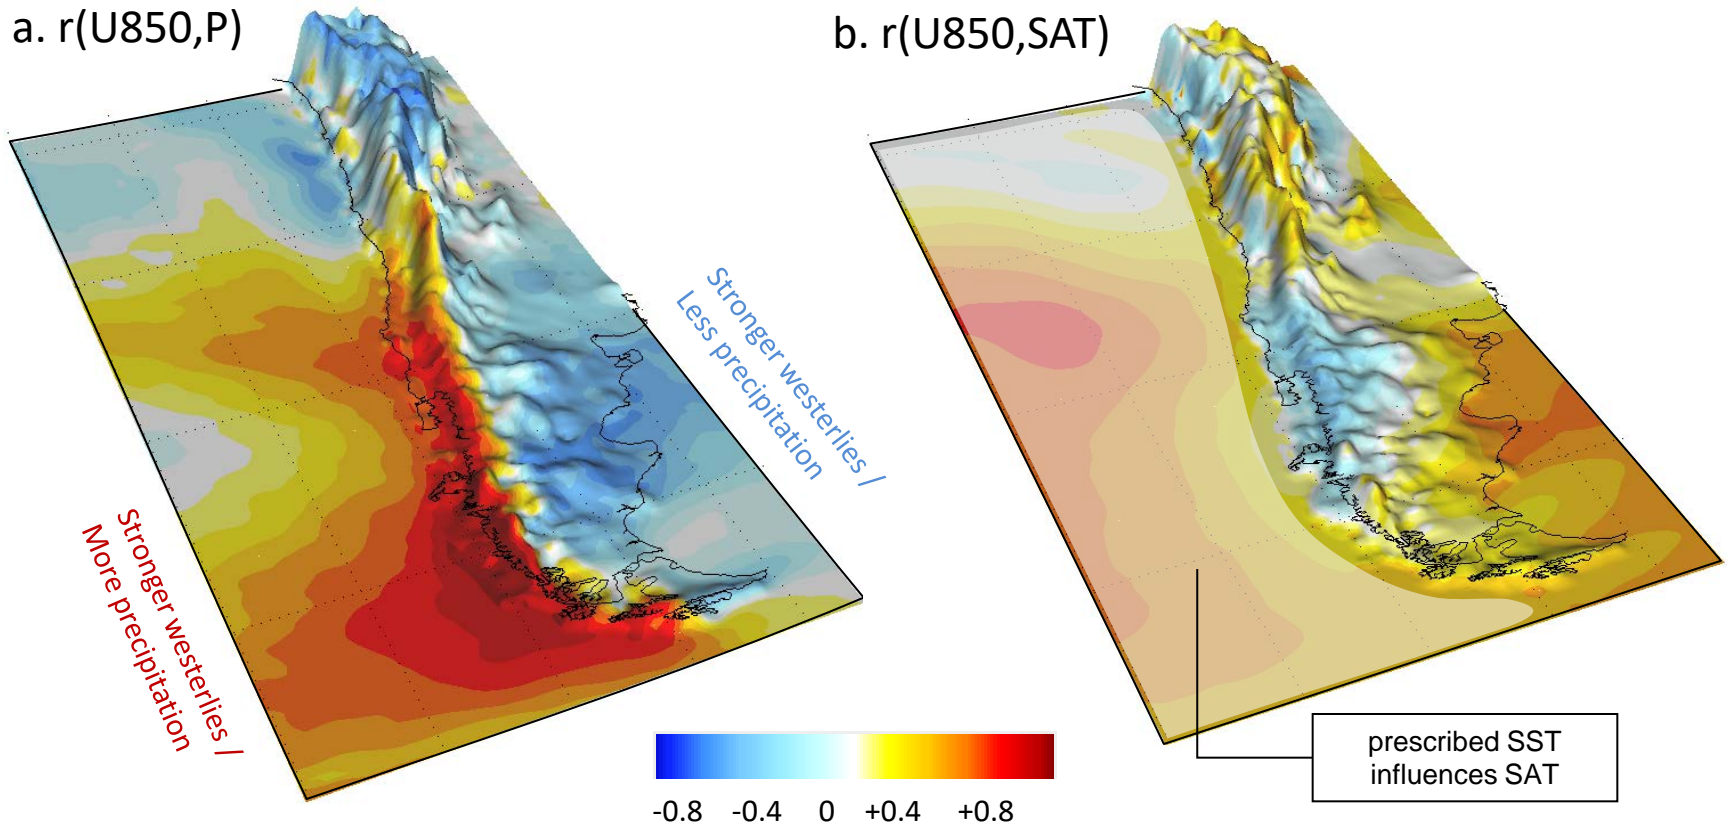 a. r(U850,P)
b. r(U850,SAT)
Stronger westerlies /
Less precipitation
Stronger westerlies /
More precipitation
prescribed SST
influences SAT
-0.8 -0.4 0 +0.4 +0.8